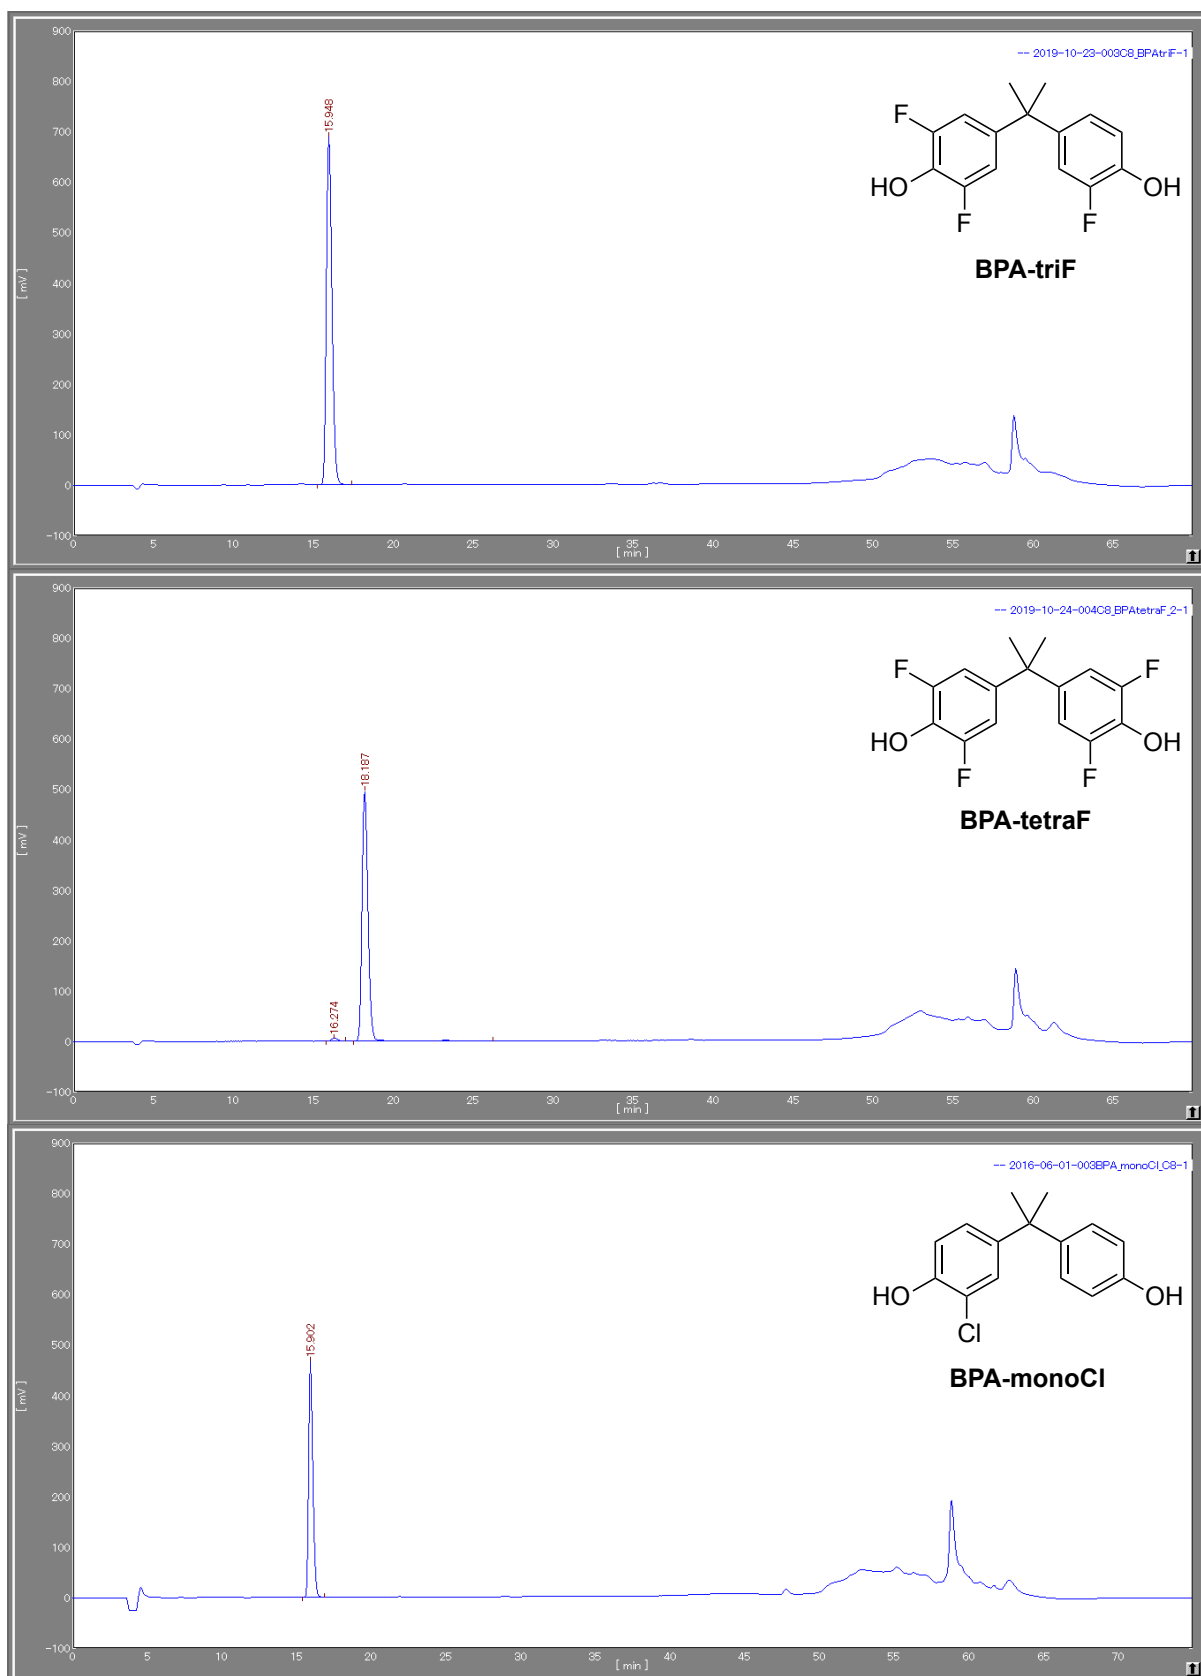 900
-- 2019-10-23-003C8_BPAtriF-1
800
700
15.948
600
500
400
[ mV ]
300
200
100
0
-100
0 5 10 15 20 25 30 35 40 45 50 55 60 65
[ min ]
F
HO
F
F
OH
BPA-triF
900
-- 2019-10-24-004C8_BPAtetraF_2-1
800
700
600
500
18.187
400
[ mV ]
300
200
100
16.274
0
-100
0 5 10 15 20 25 30 35 40 45 50 55 60 65
[ min ]
F
F
HO
OH
F
F
BPA-tetraF
900
-- 2016-06-01-003BPA_monoCl_C8-1
800
700
600
500
15.902
400
[ mV ]
300
200
100
0
-100
0 5 10 15 20 25 30 35 40 45 50 55 60 65 70
[ min ]
HO
OH
Cl
BPA-monoCl